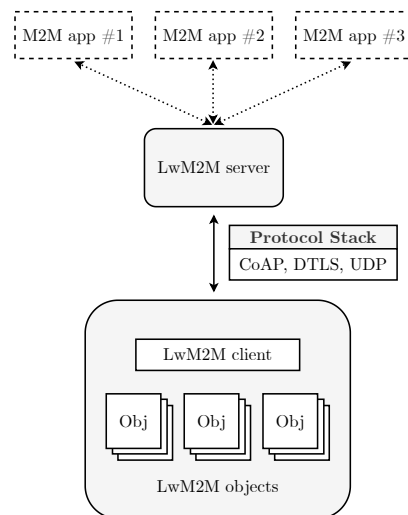 M2M app #1
M2M app #2
M2M app #3
LwM2M server
Protocol Stack
CoAP, DTLS, UDP
LwM2M client
Obj
Obj
Obj
LwM2M objects